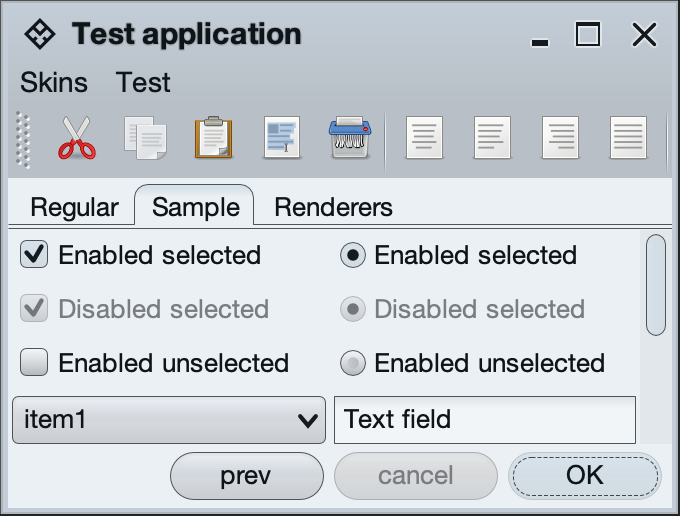 Test application
Skins Test
Regular Sample Renderers
Enabled selected Enabled selected
Disabled selected Disabled selected
Enabled unselected Enabled unselected
item1 Text field
prev cancel OK